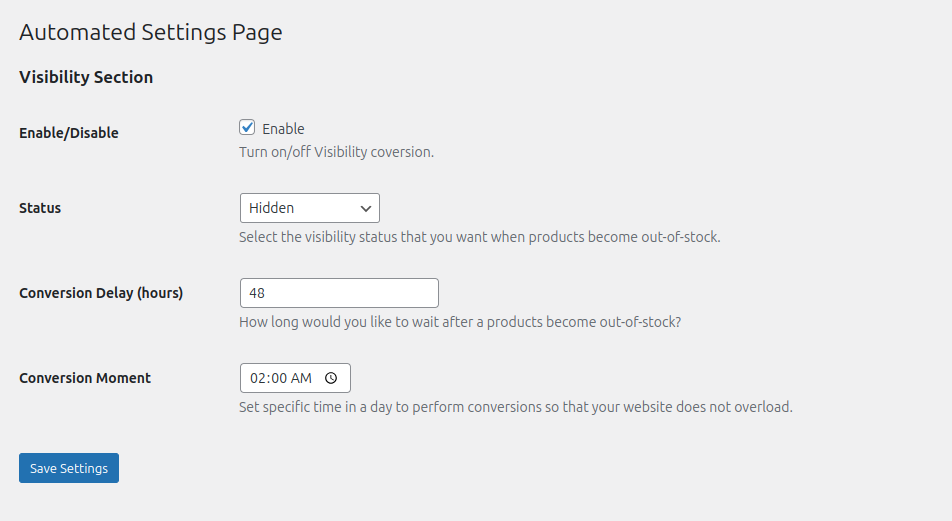 Automated Settings Page
Visibility Section
Enable/Disable
Enable
Turn on/off Visibility coversion.
Status
Hidden
Select the visibility status that you want when products become out-of-stock.
Conversion Delay (hours)
48
How long would you like to wait after a products become out-of-stock?
Conversion Moment
02:00 AM
Set specific time in a day to perform conversions so that your website does not overload.
Save Settings